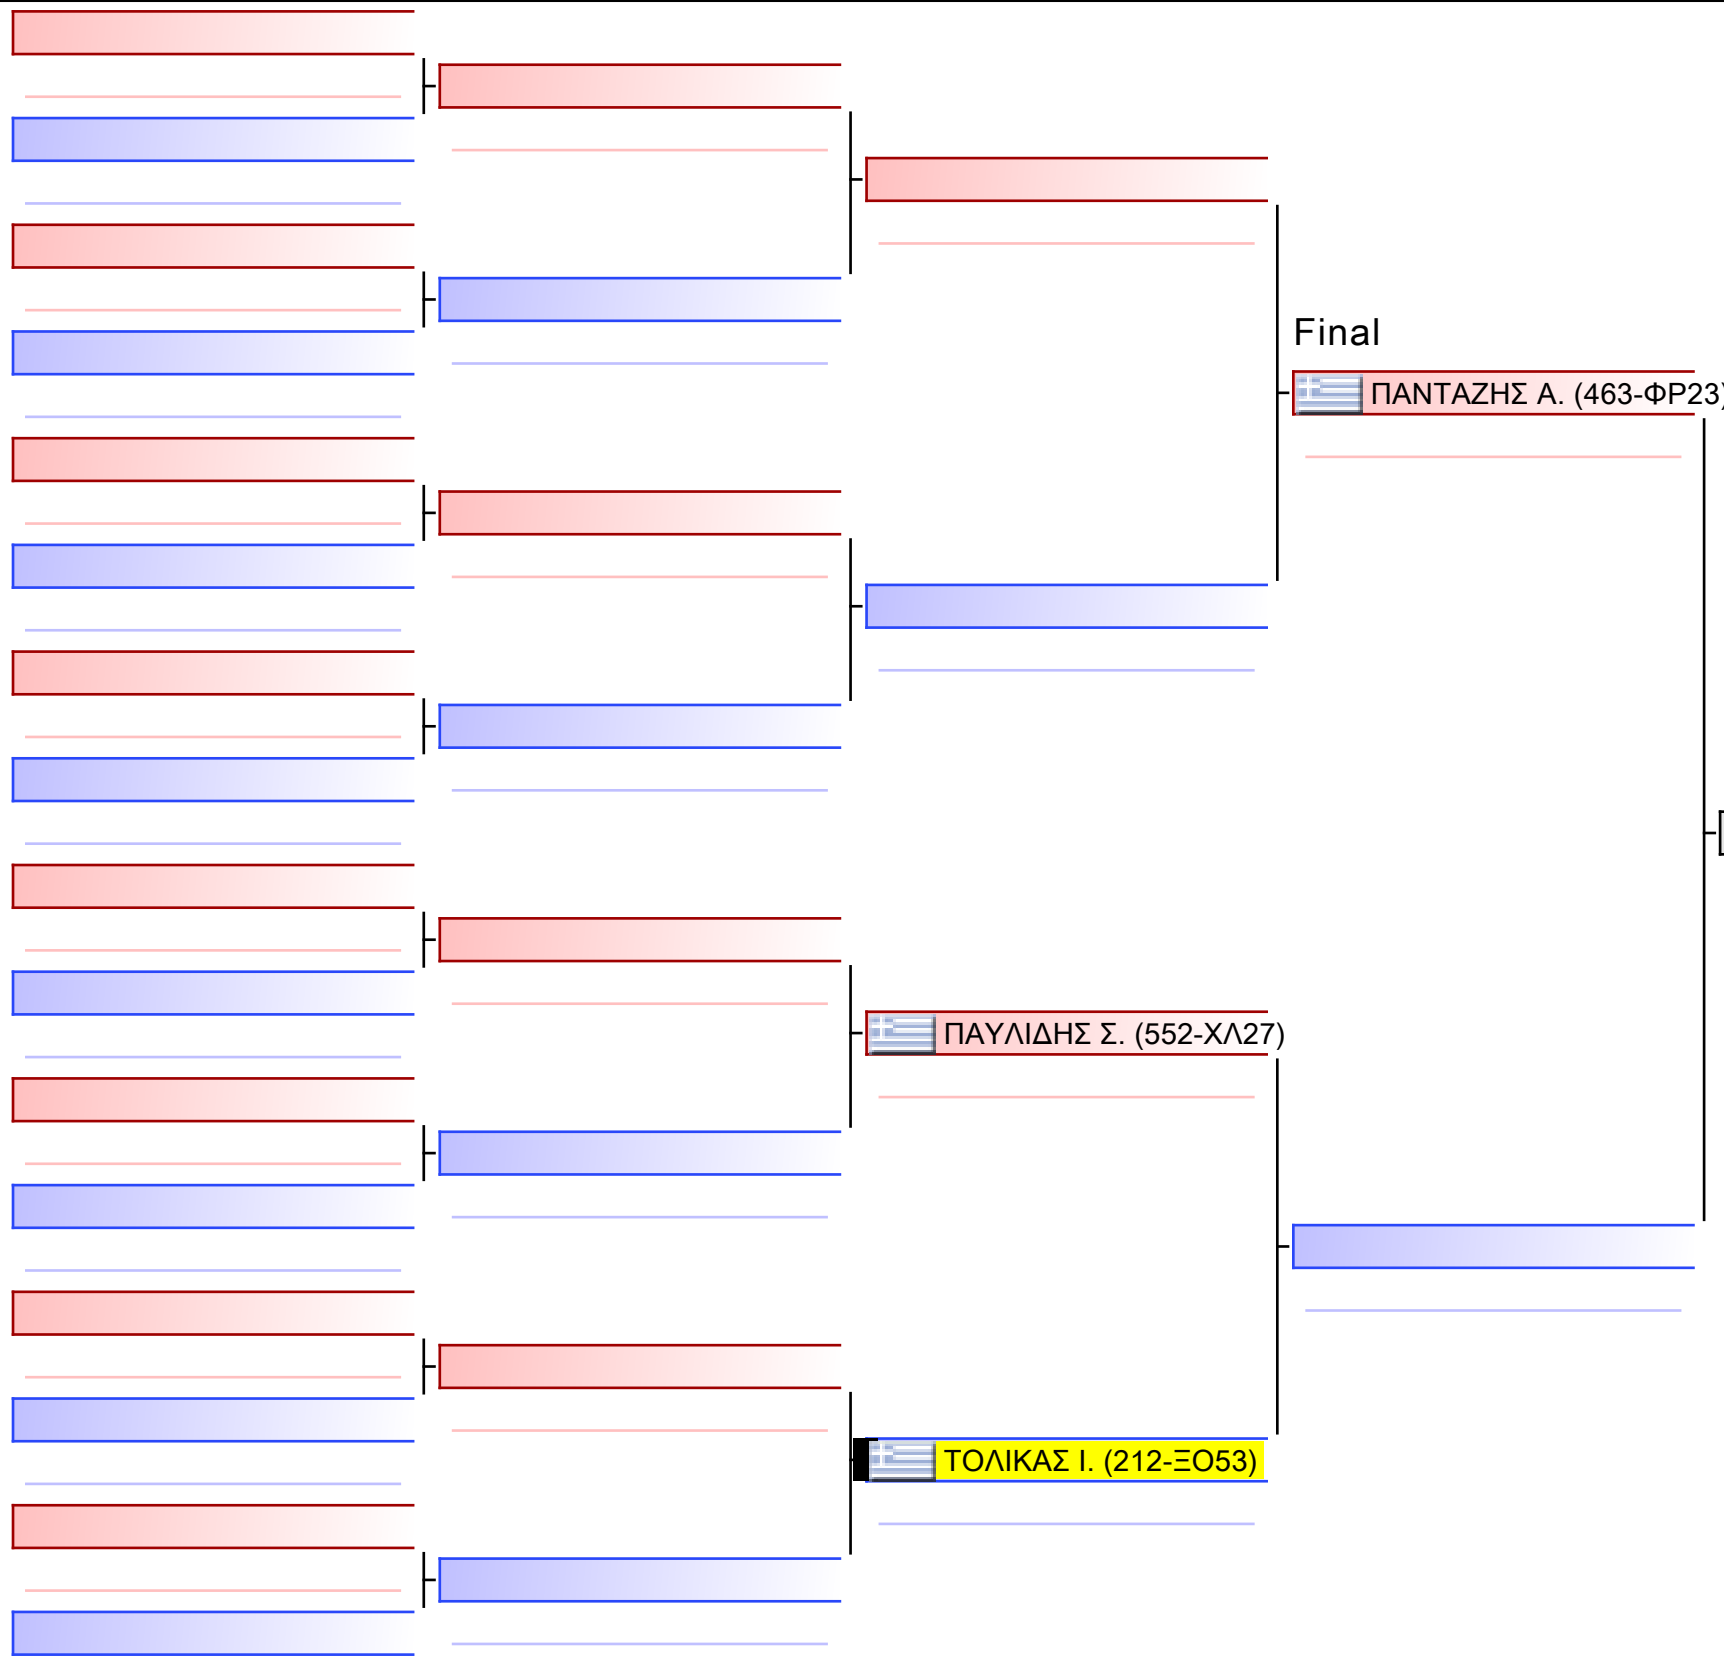 Final
ΠΑΝΤΑΖΗΣ Α. (463-ΦΡ23)
ΠΑΥΛΙΔΗΣ Σ. (552-ΧΛ27)
ΤΟΛΙΚΑΣ Ι. (212-ΞΟ53)